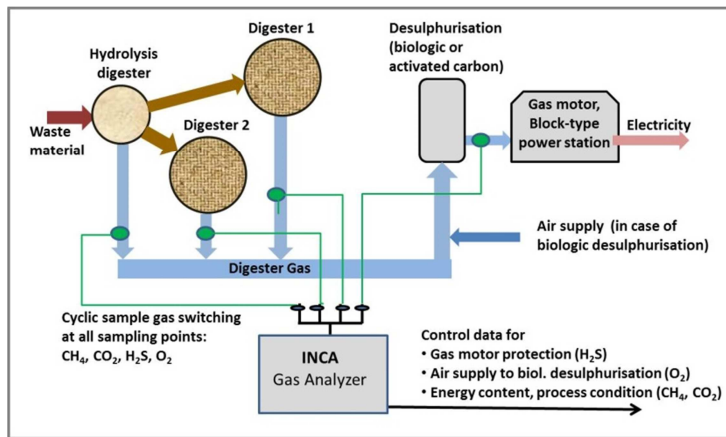 Digester 1
Hydrolysis
digester
Desulphurisation
(biologic or
activated carbon)
Waste
material
Digester 2
Gas motor,
Block-type
power station
Electricity
Air supply (in case of
biologic desulphurisation)
Digester Gas
Cyclic sample gas switching
at all sampling points:
CH₄, CO₂, H₂S, O₂
INCA
Gas Analyzer
Control data for
• Gas motor protection (H₂S)
• Air supply to biol. desulphurisation (O₂)
• Energy content, process condition (CH₄, CO₂)